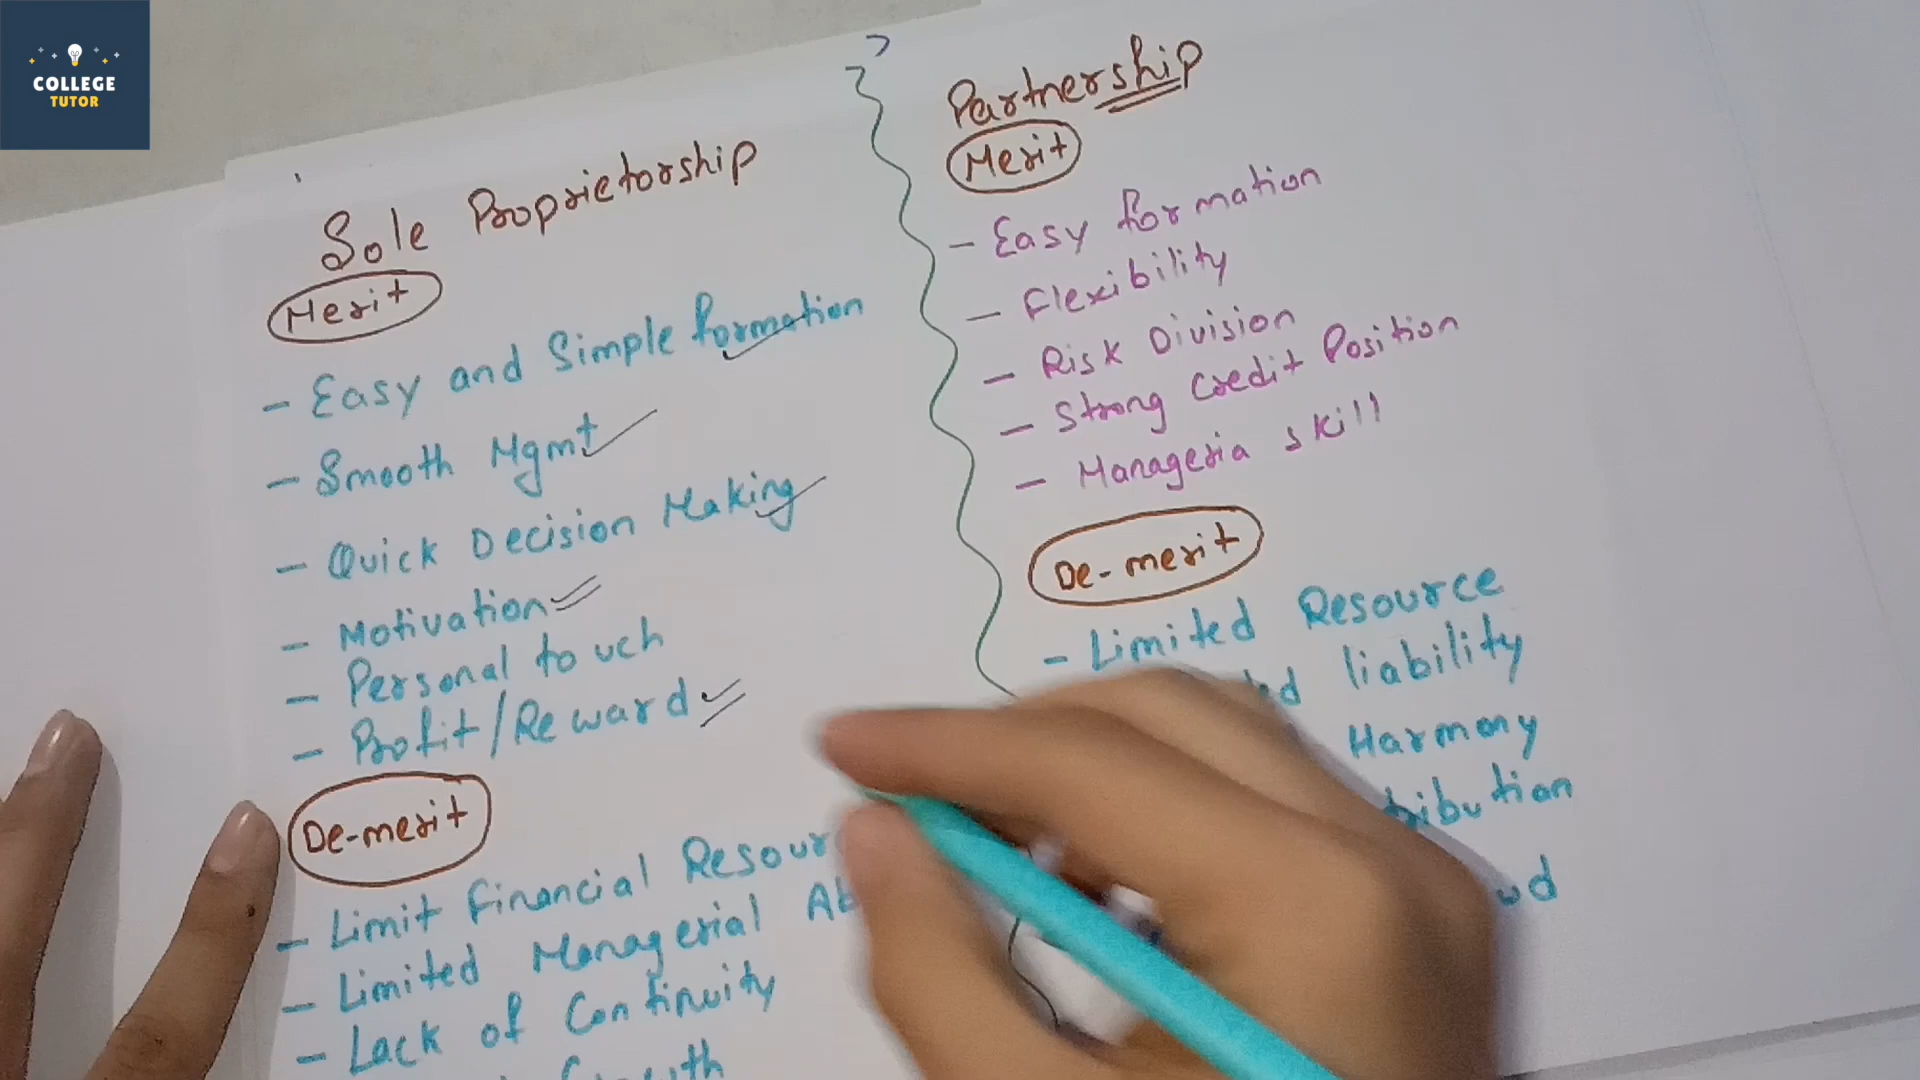 COLLEGE
TUTOR
Sole Proprietorship
Merit
- Easy and Simple formation
- Smooth Mgmt
- Quick Decision Making
- Motivation
- Personal touch
- Profit/Reward
De-merit
- Limit Financial
- Limited Managerial
- Lack of Continuity
Growth
Partnership
Merit
- Easy formation
- Flexibility
- Risk Division
- Strong Credit Position
- Manageria skill
De-merit
- Limited Resource
liability
Harmony